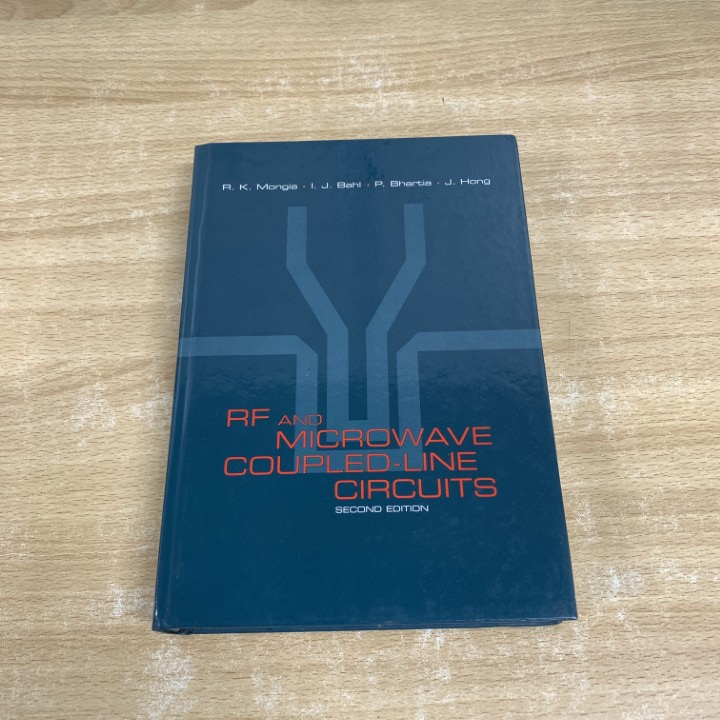 R. K. Mongia · I. J. Bahl · P. Bhartia · J. Hong
RF AND
MICROWAVE
COUPLED-LINE
CIRCUITS
SECOND EDITION